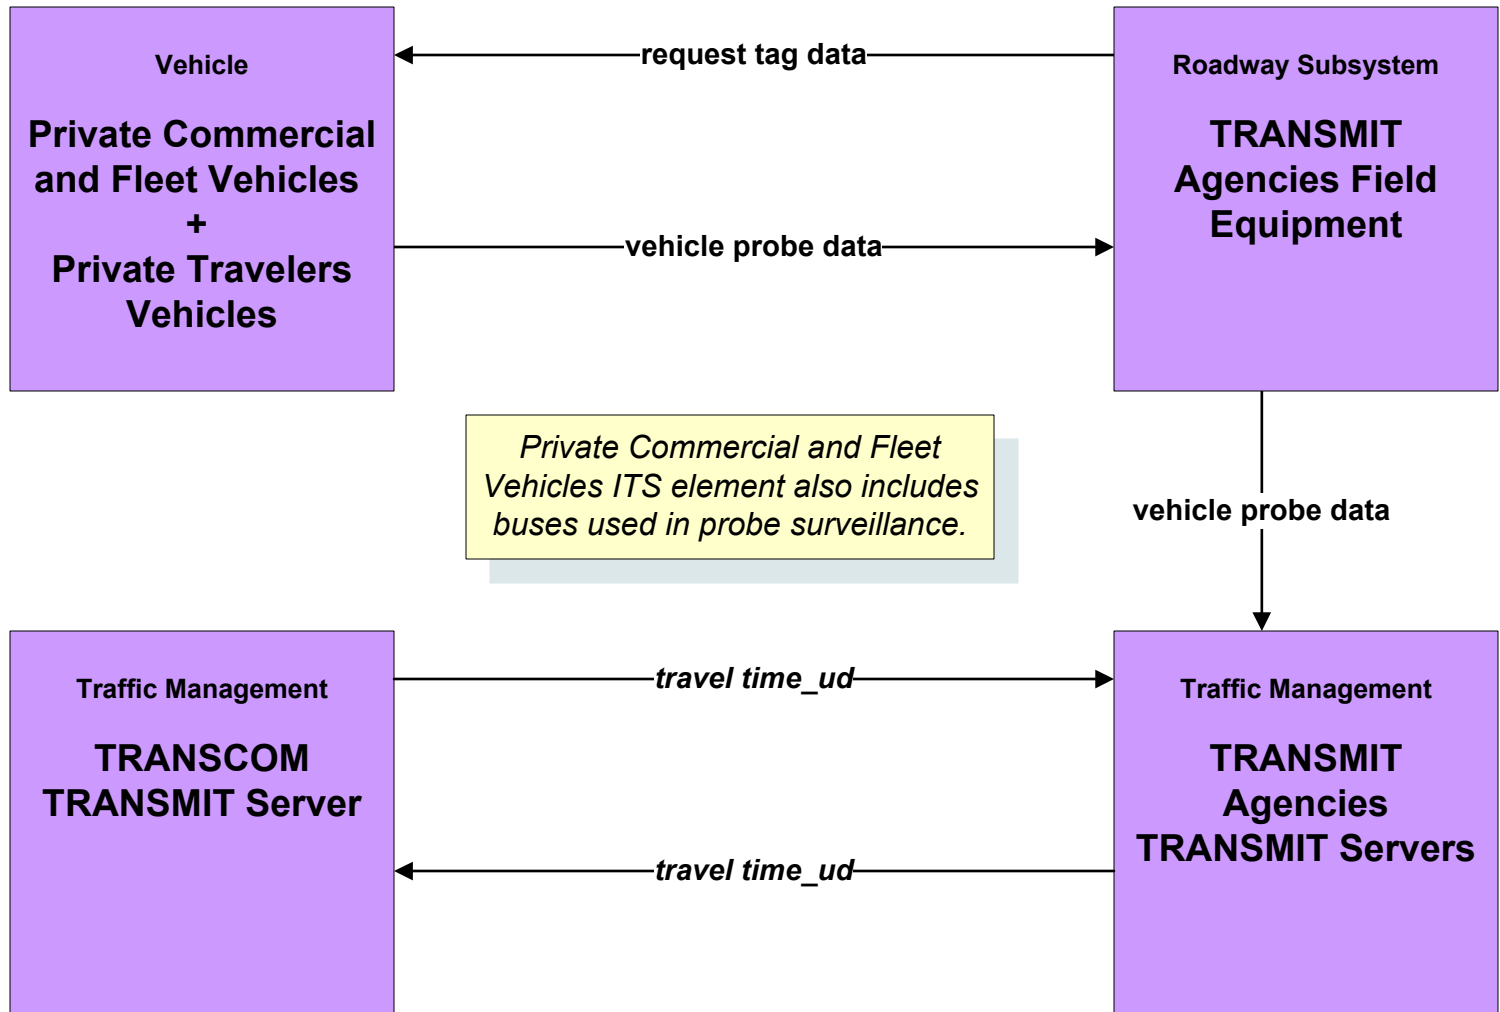 Vehicle
Private Commercial
and Fleet Vehicles
+
Private Travelers
Vehicles
request tag data
vehicle probe data
Roadway Subsystem
TRANSMIT
Agencies Field
Equipment
Private Commercial and Fleet
Vehicles ITS element also includes
buses used in probe surveillance.
vehicle probe data
Traffic Management
TRANSCOM
TRANSMIT Server
travel time_ud
travel time_ud
Traffic Management
TRANSMIT
Agencies
TRANSMIT Servers